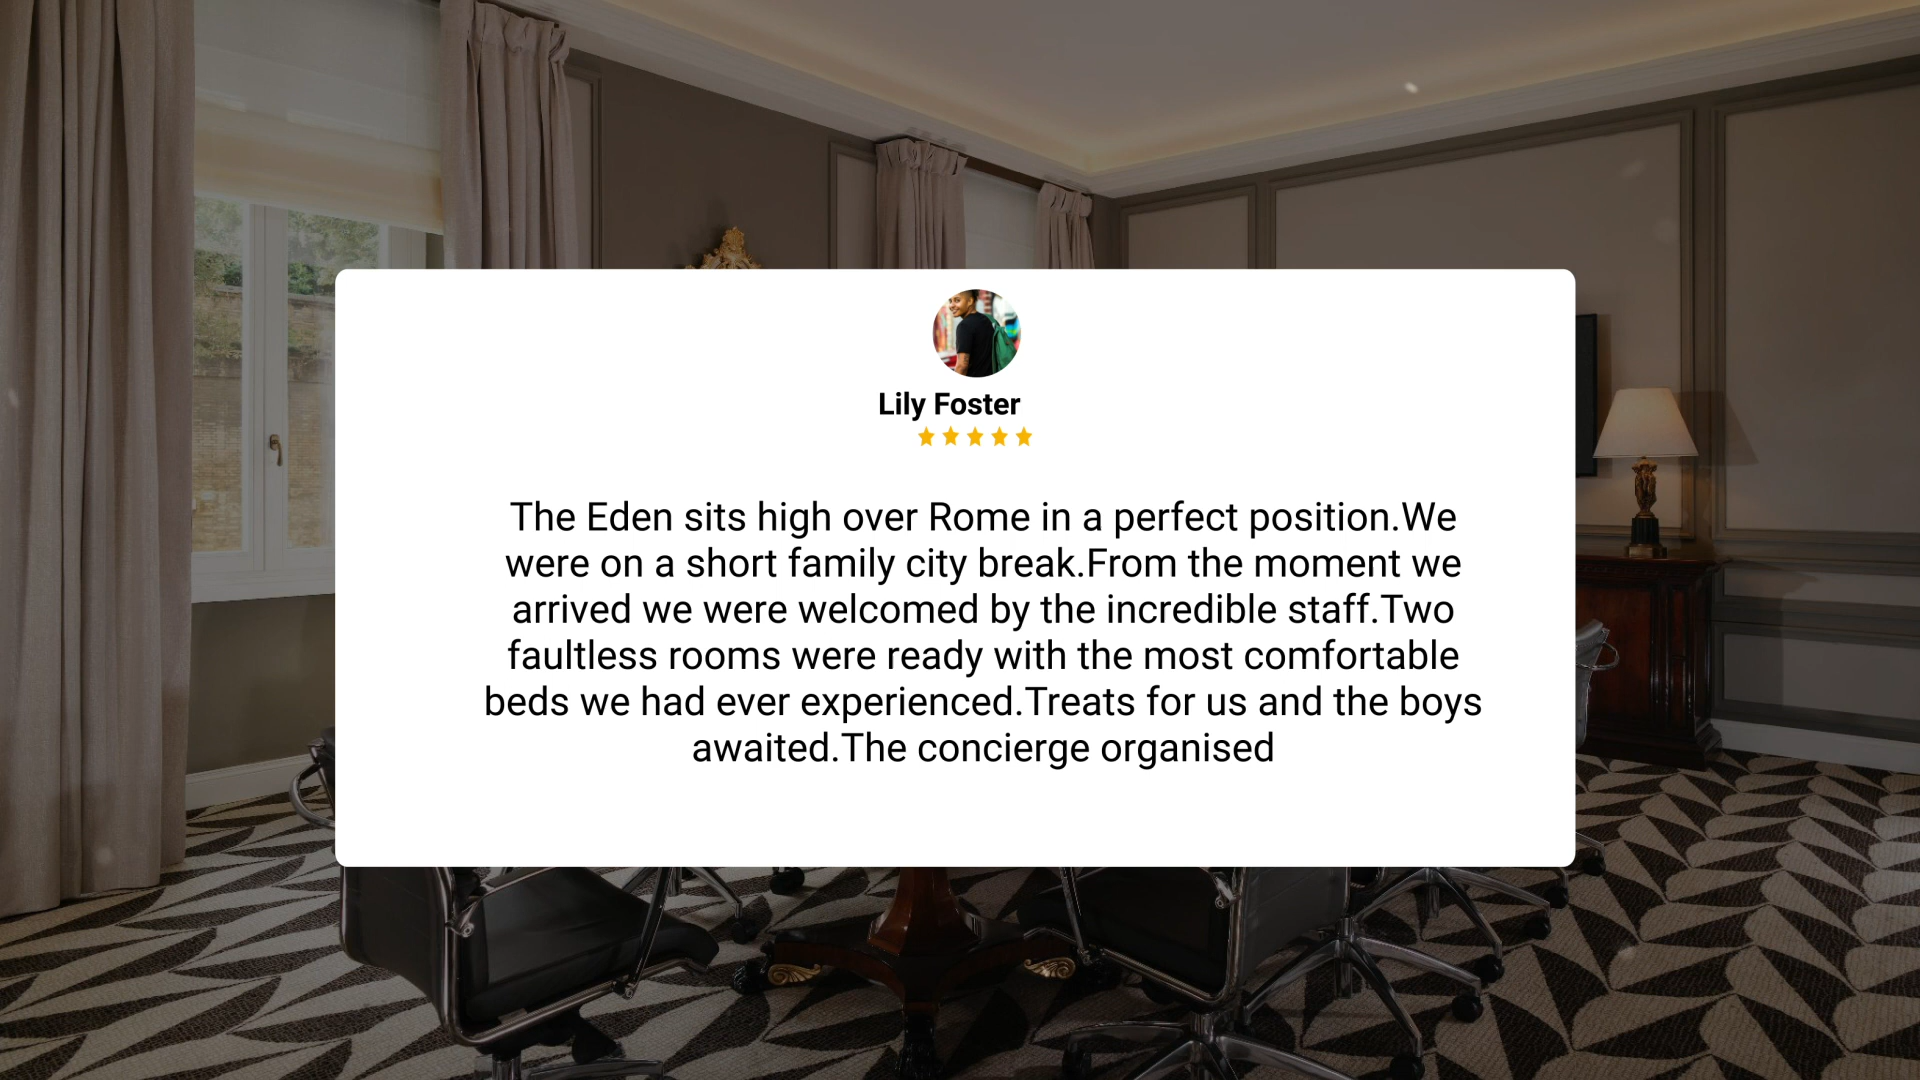 Lily Foster
The Eden sits high over Rome in a perfect position.We
were on a short family city break.From the moment we
arrived we were welcomed by the incredible staff.Two
faultless rooms were ready with the most comfortable
beds we had ever experienced.Treats for us and the boys
awaited.The concierge organised